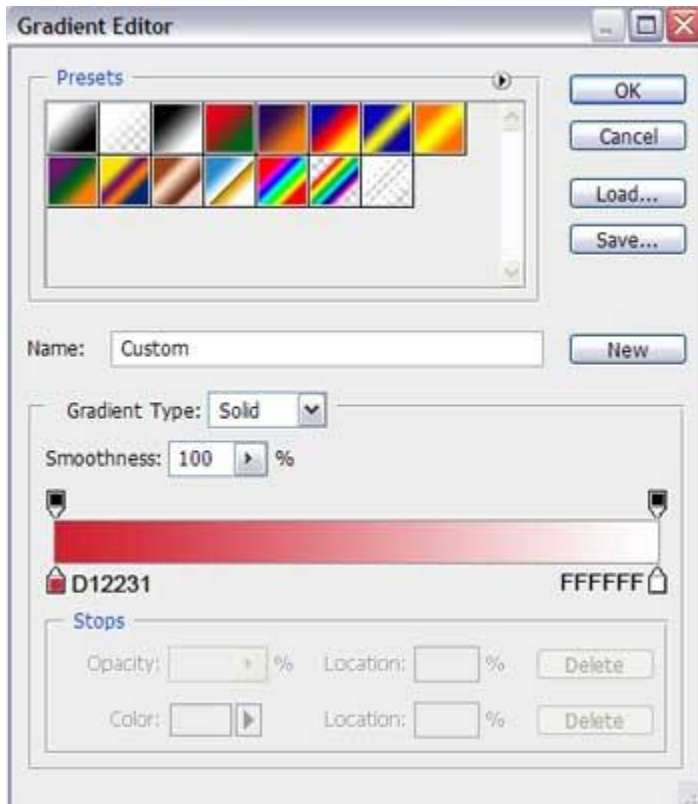 Gradient Editor
Presets
OK
Cancel
Load...
Save...
Name: Custom
New
Gradient Type: Solid
Smoothness: 100 %
D12231 FFFFFF
Stops
Opacity: % Location: % Delete
Color: Location: % Delete